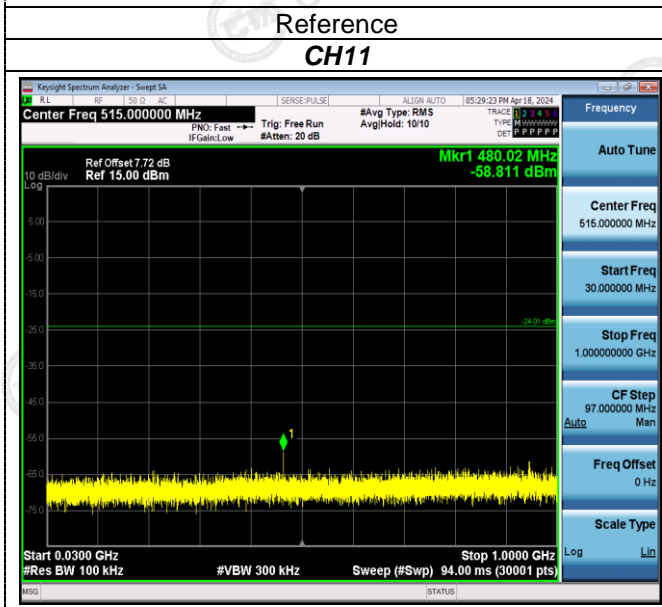 Reference
CH11
Keysight Spectrum Analyzer - Swept SA
RL RF 50 Ω AC SENSE:PULSE ALIGN AUTO 05:29:23 PM Apr 18, 2024
Center Freq 515.000000 MHz
PNO: Fast
IFGain:Low
Trig: Free Run
#Atten: 20 dB
#Avg Type: RMS
Avg|Hold: 10/10
TRACE 1 2 3 4 5 6
TYPE M W W W W W
DET P P P P P P
Frequency
Auto Tune
Center Freq
515.000000 MHz
Start Freq
30.000000 MHz
Stop Freq
1.000000000 GHz
CF Step
97.000000 MHz
Auto Man
Freq Offset
0 Hz
Scale Type
Log Lin
Ref Offset 7.72 dB
10 dB/div Ref 15.00 dBm
Log
Mkr1 480.02 MHz
-58.811 dBm
5.00
-5.00
-15.0
-24.01 dBm
-25.0
-35.0
-45.0
-55.0
1
-65.0
-75.0
Start 0.0300 GHz Stop 1.0000 GHz
#Res BW 100 kHz #VBW 300 kHz Sweep (#Swp) 94.00 ms (30001 pts)
MSG STATUS